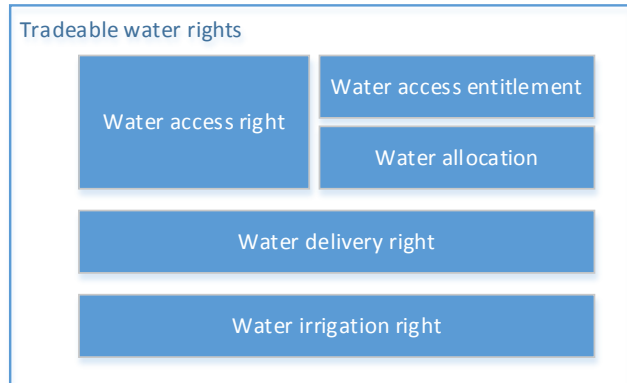 Tradeable water rights
Water access right
Water access entitlement
Water allocation
Water delivery right
Water irrigation right